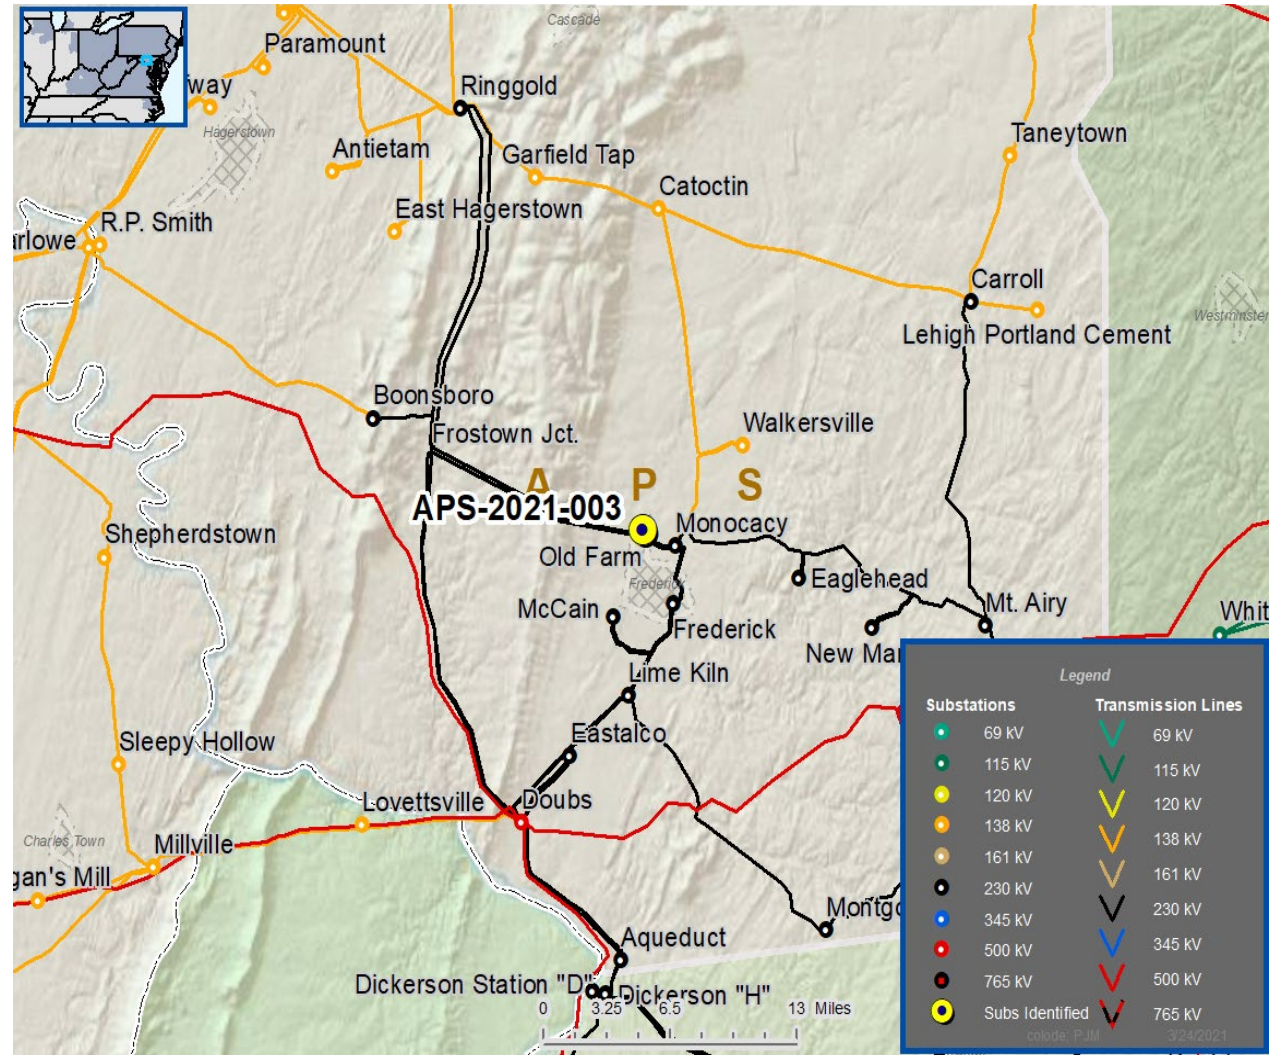 Cascade
Paramount
way
Ringgold
Hagerstown
Antietam
Garfield Tap
Taneytown
Catoctin
East Hagerstown
R.P. Smith
arlowe
Carroll
Lehigh Portland Cement
Westminster
Boonsboro
Frostown Jct.
Walkersville
A P S
APS-2021-003
Monocacy
Shepherdstown
Old Farm
Frederick
Eaglehead
McCain
Frederick
Mt. Airy
Whit
New Mar
Lime Kiln
Eastalco
Sleepy Hollow
Lovettsville
Doubs
Charles Town
Millville
gan's Mill
Montgo
Aqueduct
Dickerson Station "D"
Dickerson "H"
0 3.25 6.5 13 Miles
Legend
Substations Transmission Lines
69 kV 69 kV
115 kV 115 kV
120 kV 120 kV
138 kV 138 kV
161 kV 161 kV
230 kV 230 kV
345 kV 345 kV
500 kV 500 kV
765 kV 765 kV
Subs Identified
colode; PJM 3/24/2021